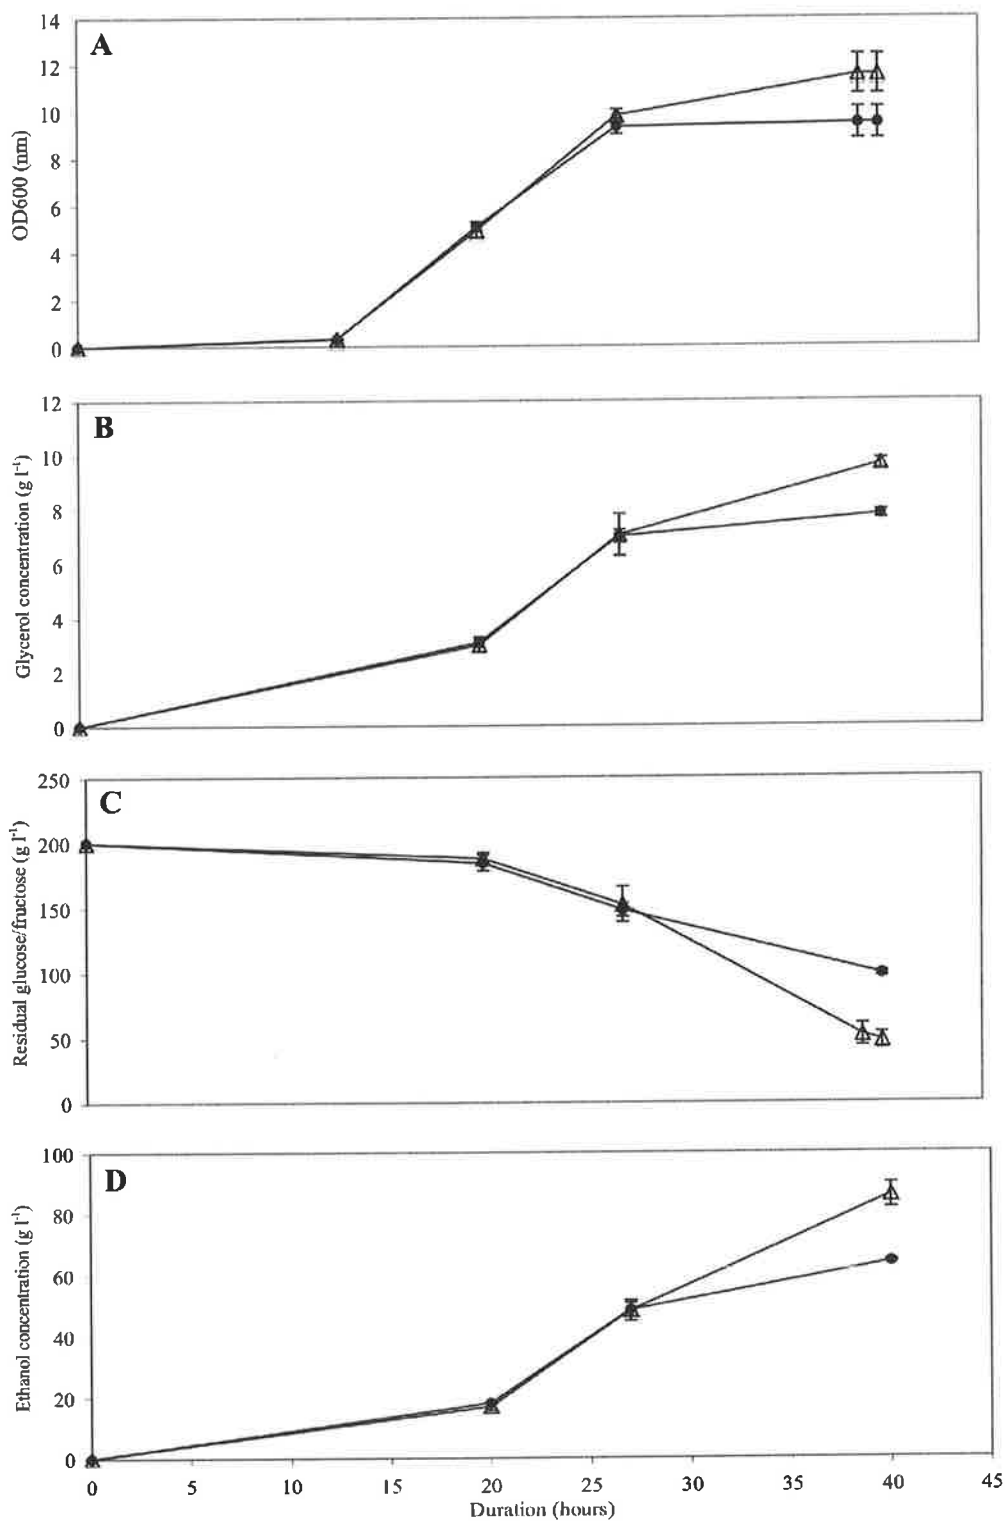 14
A
12
10
8
6
4
2
0
OD600 (nm)
12
B
10
8
6
4
2
0
Glycerol concentration (g l⁻¹)
250
C
200
150
100
50
0
Residual glucose/fructose (g l⁻¹)
100
D
80
60
40
20
0
Ethanol concentration (g l⁻¹)
0 5 10 15 20 25 30 35 40 45
Duration (hours)